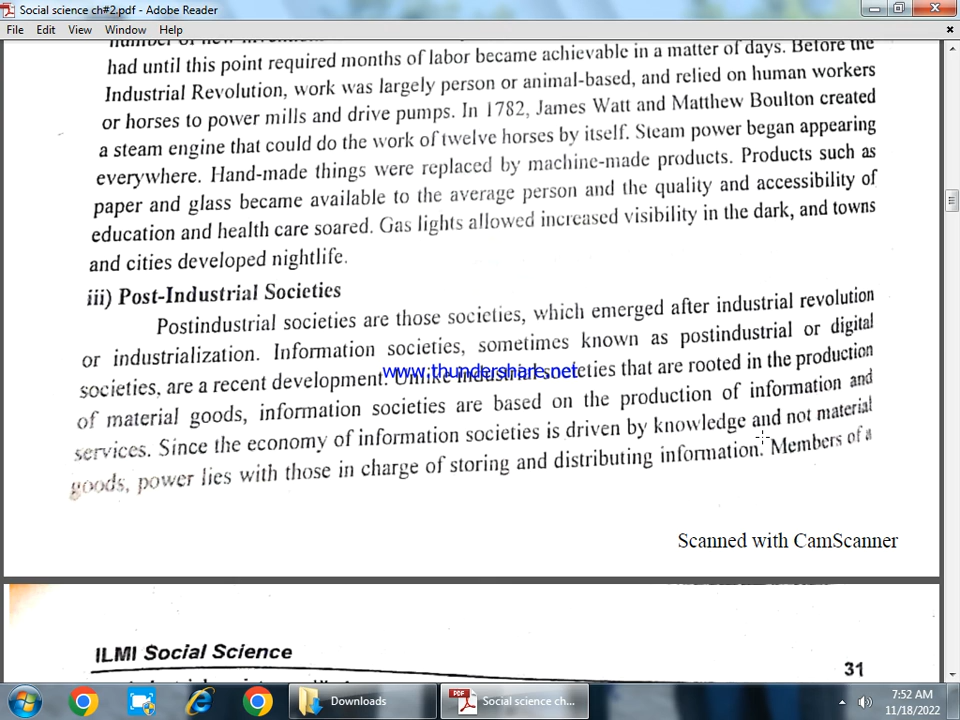 Social science ch#2.pdf - Adobe Reader
File Edit View Window Help
had until this point required months of labor became achievable in a matter of days. Before the
Industrial Revolution, work was largely person or animal-based, and relied on human workers
or horses to power mills and drive pumps. In 1782, James Watt and Matthew Boulton created
a steam engine that could do the work of twelve horses by itself. Steam power began appearing
everywhere. Hand-made things were replaced by machine-made products. Products such as
paper and glass became available to the average person and the quality and accessibility of
education and health care soared. Gas lights allowed increased visibility in the dark, and towns
and cities developed nightlife.
iii) Post-Industrial Societies
Postindustrial societies are those societies, which emerged after industrial revolution
or industrialization. Information societies, sometimes known as postindustrial or digital
societies, are a recent development. Unlike industrial societies that are rooted in the production
www.thundershare.net
of material goods, information societies are based on the production of information and
services. Since the economy of information societies is driven by knowledge and not material
goods, power lies with those in charge of storing and distributing information. Members of a
Scanned with CamScanner
ILMI Social Science
31
Downloads
Social science ch...
7:52 AM
11/18/2022